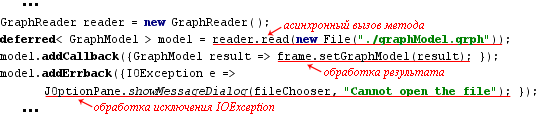 ...
GraphReader reader = new GraphReader();
асинхронный вызов метода
deferred< GraphModel > model = reader.read(new File("./graphModel.grph"));
model.addCallback({GraphModel result => frame.setGraphModel(result); });
обработка результата
model.addErrback({IOException e =>
JOptionPane.showMessageDialog(fileChooser, "Cannot open the file"); });
обработка исключения IOException
...